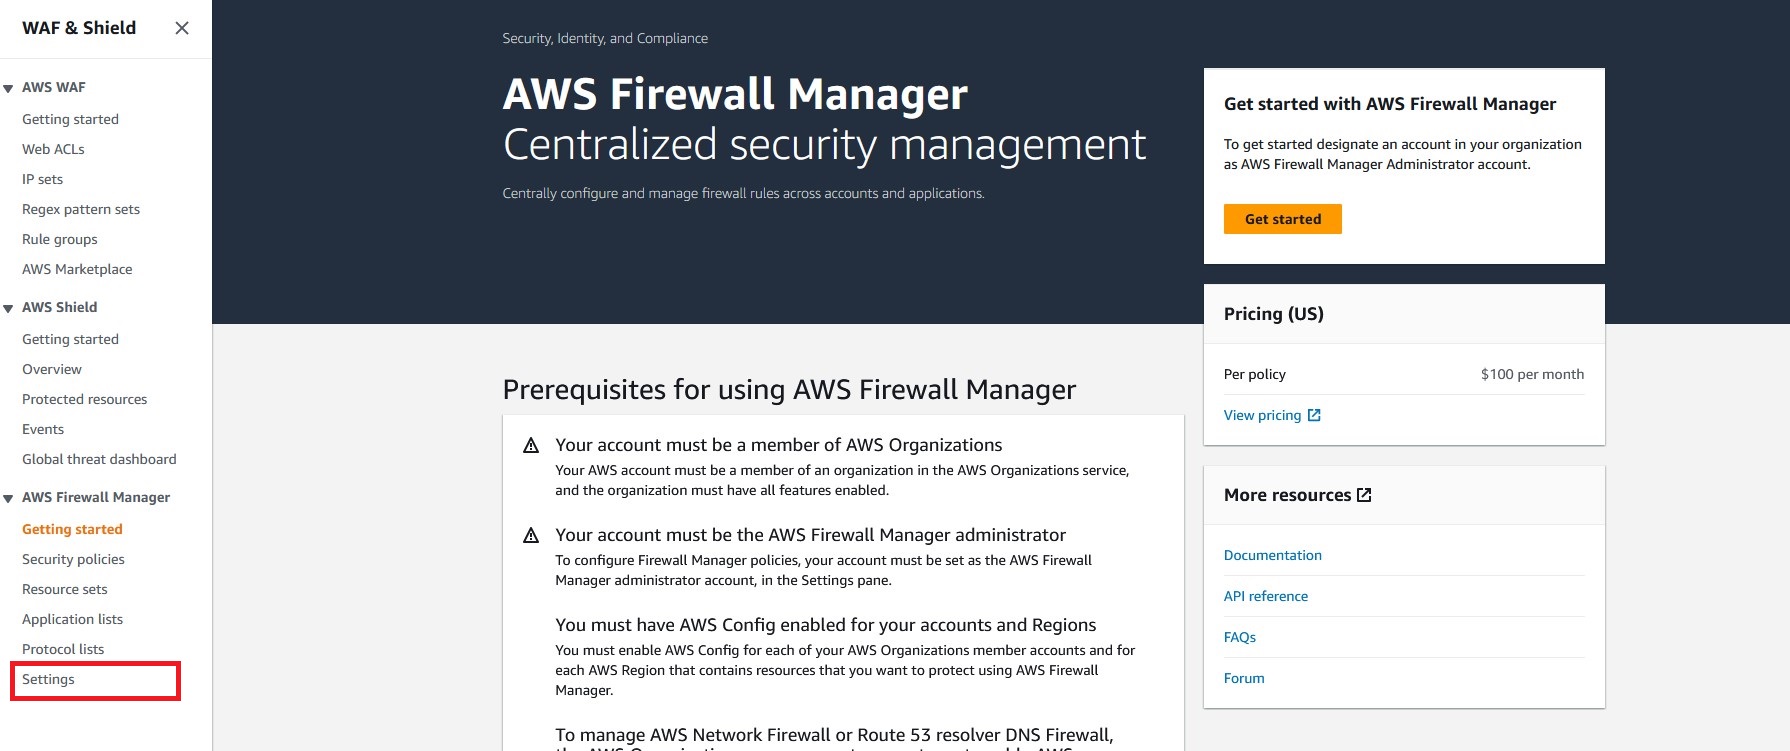 WAF & Shield
AWS WAF
Getting started
Web ACLs
IP sets
Regex pattern sets
Rule groups
AWS Marketplace
AWS Shield
Getting started
Overview
Protected resources
Events
Global threat dashboard
AWS Firewall Manager
Getting started
Security policies
Resource sets
Application lists
Protocol lists
Settings
Security, Identity, and Compliance
AWS Firewall Manager
Centralized security management
Centrally configure and manage firewall rules across accounts and applications.
Get started with AWS Firewall Manager
To get started designate an account in your organization
as AWS Firewall Manager Administrator account.
Get started
Pricing (US)
Per policy $100 per month
View pricing
More resources
Documentation
API reference
FAQs
Forum
Prerequisites for using AWS Firewall Manager
Your account must be a member of AWS Organizations
Your AWS account must be a member of an organization in the AWS Organizations service,
and the organization must have all features enabled.
Your account must be the AWS Firewall Manager administrator
To configure Firewall Manager policies, your account must be set as the AWS Firewall
Manager administrator account, in the Settings pane.
You must have AWS Config enabled for your accounts and Regions
You must enable AWS Config for each of your AWS Organizations member accounts and for
each AWS Region that contains resources that you want to protect using AWS Firewall
Manager.
To manage AWS Network Firewall or Route 53 resolver DNS Firewall,